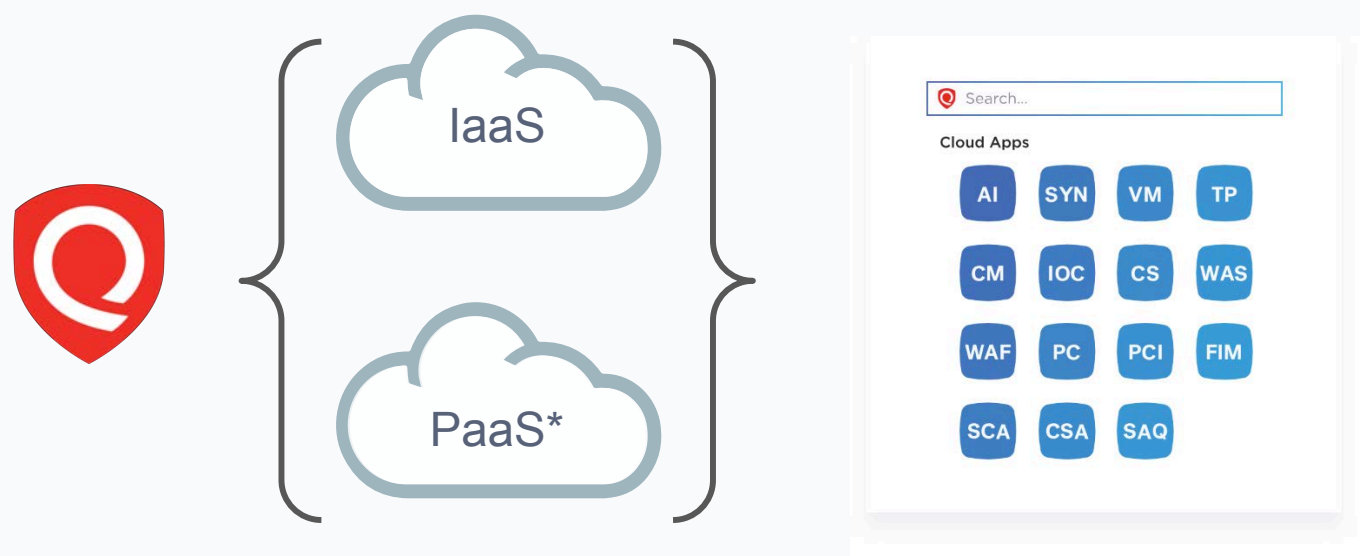 IaaS
PaaS*
Search...
Cloud Apps
AI SYN VM TP
CM IOC CS WAS
WAF PC PCI FIM
SCA CSA SAQ